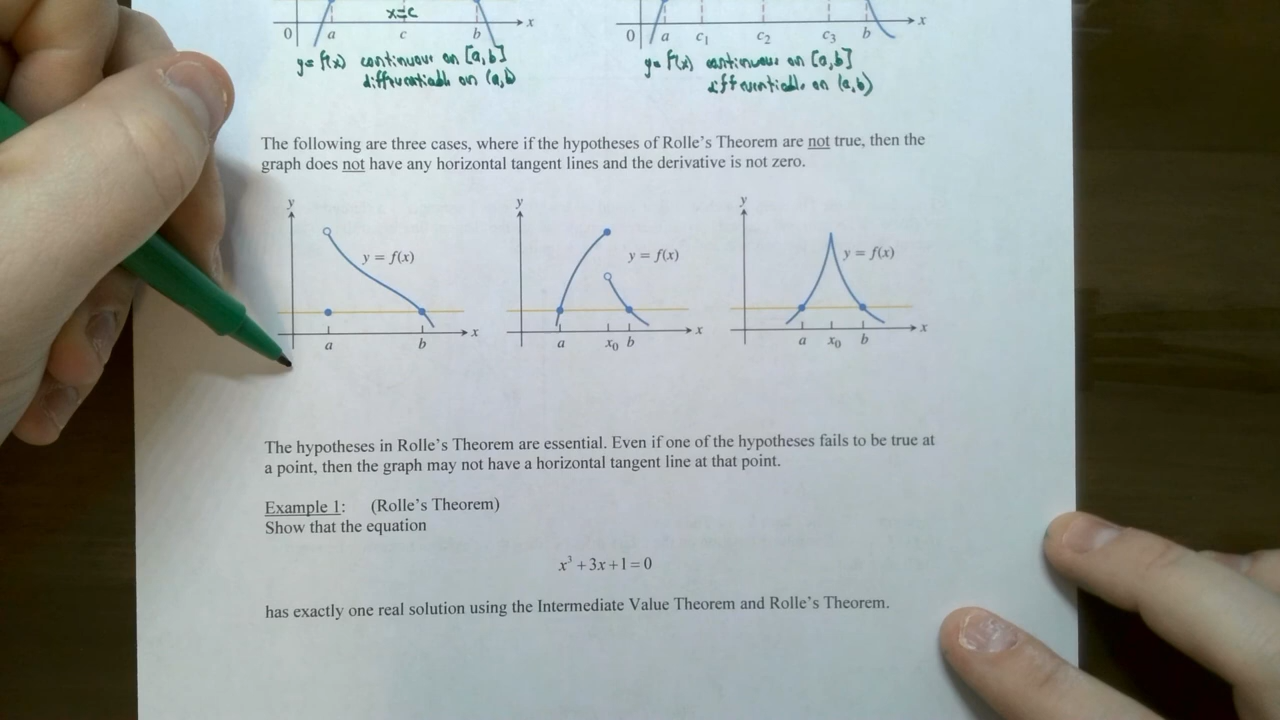 x=c
0 a c b x
0 a c₁ c₂ c₃ b x
y= f(x) continuous on [a,b]
differentiable on (a,b)
y= f(x) continuous on [a,b]
differentiable on (a,b)
The following are three cases, where if the hypotheses of Rolle's Theorem are not true, then the
graph does not have any horizontal tangent lines and the derivative is not zero.
y
y = f(x)
a b x
y
y = f(x)
a x₀ b x
y
y = f(x)
a x₀ b x
The hypotheses in Rolle's Theorem are essential. Even if one of the hypotheses fails to be true at
a point, then the graph may not have a horizontal tangent line at that point.
Example 1: (Rolle's Theorem)
Show that the equation
x³ + 3x + 1 = 0
has exactly one real solution using the Intermediate Value Theorem and Rolle's Theorem.